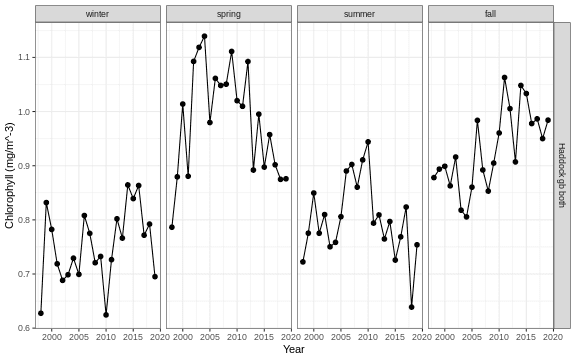 winter spring summer fall
Chlorophyll (mg/m^-3)
1.1
1.0
0.9
0.8
0.7
0.6
Haddock gb both
2000 2005 2010 2015 2020 2000 2005 2010 2015 2020 2000 2005 2010 2015 2020 2000 2005 2010 2015 2020
Year